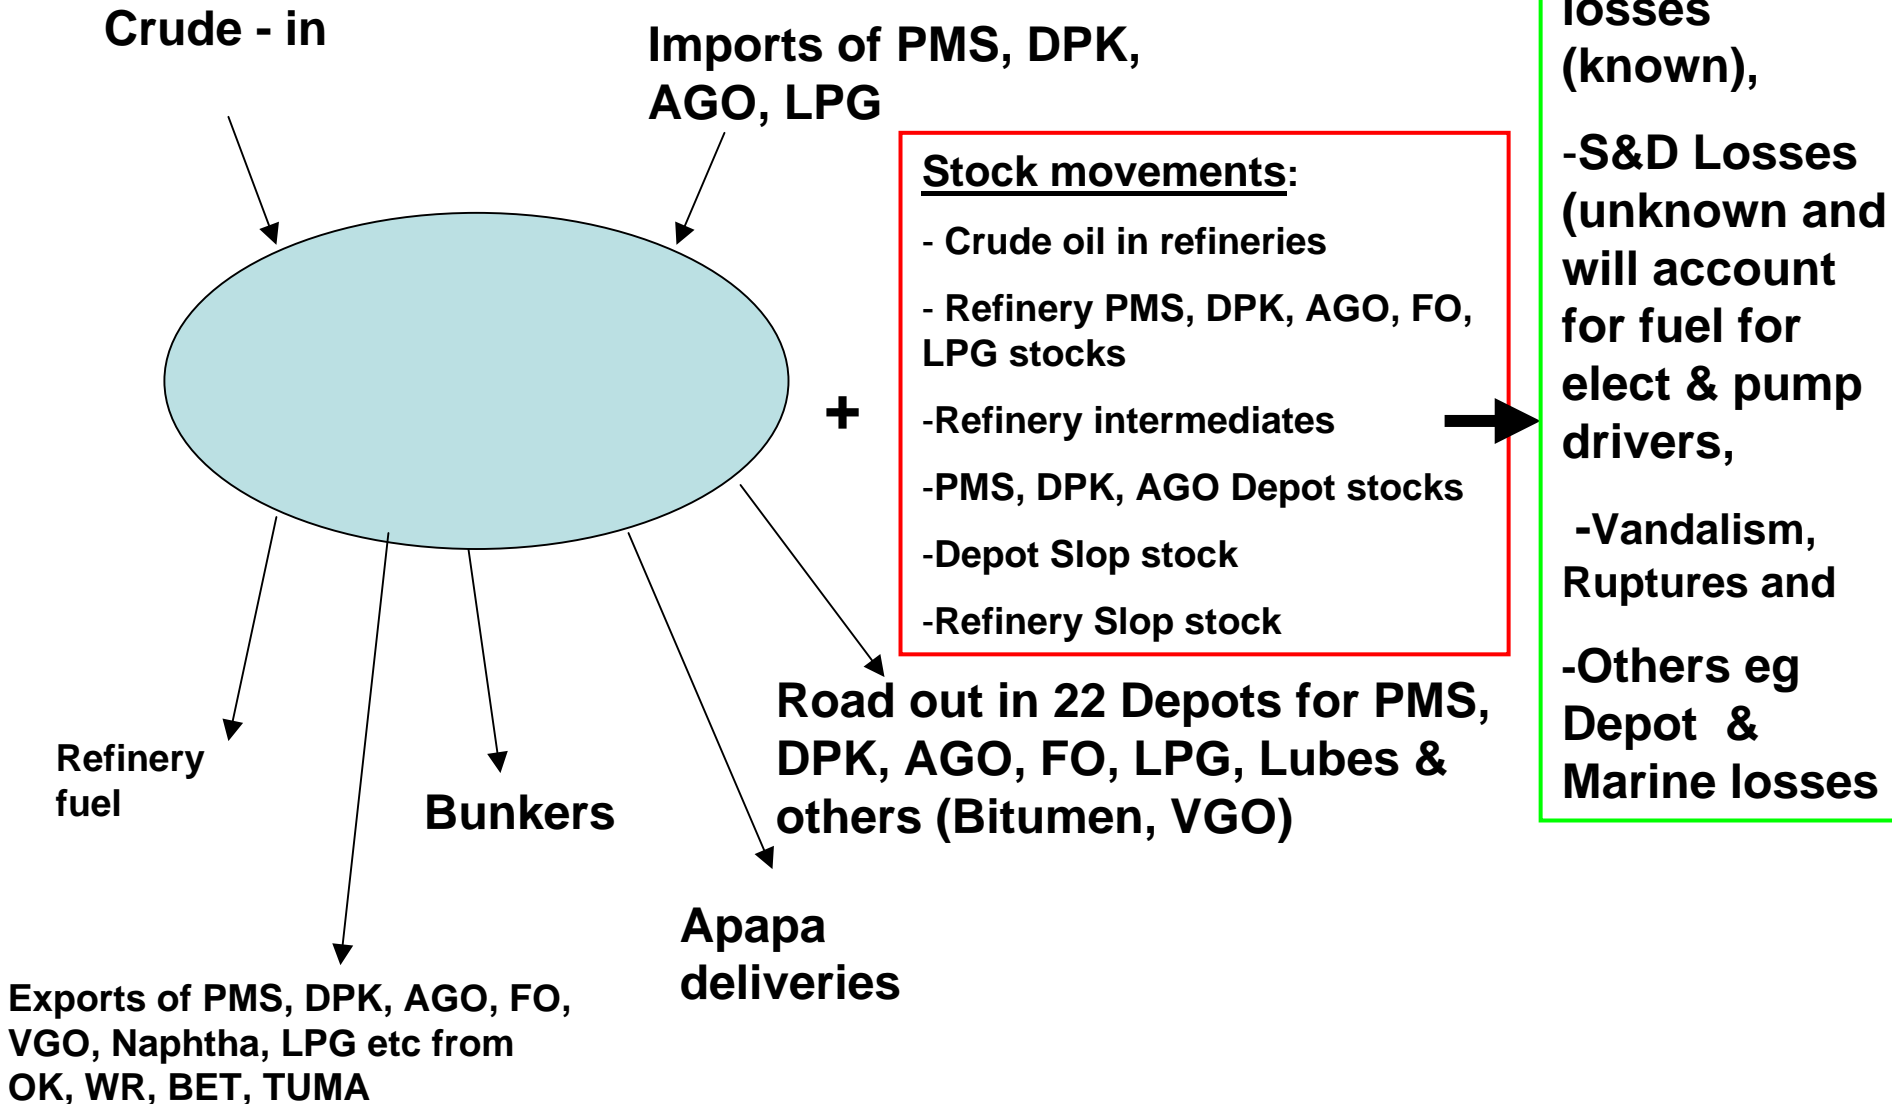 Crude - in
Imports of PMS, DPK,
AGO, LPG
Stock movements:
- Crude oil in refineries
- Refinery PMS, DPK, AGO, FO,
LPG stocks
-Refinery intermediates
-PMS, DPK, AGO Depot stocks
-Depot Slop stock
-Refinery Slop stock
+
losses
(known),
-S&D Losses
(unknown and
will account
for fuel for
elect & pump
drivers,
-Vandalism,
Ruptures and
-Others eg
Depot & 
Marine losses
Refinery
fuel
Bunkers
Road out in 22 Depots for PMS,
DPK, AGO, FO, LPG, Lubes &
others (Bitumen, VGO)
Apapa
deliveries
Exports of PMS, DPK, AGO, FO,
VGO, Naphtha, LPG etc from
OK, WR, BET, TUMA